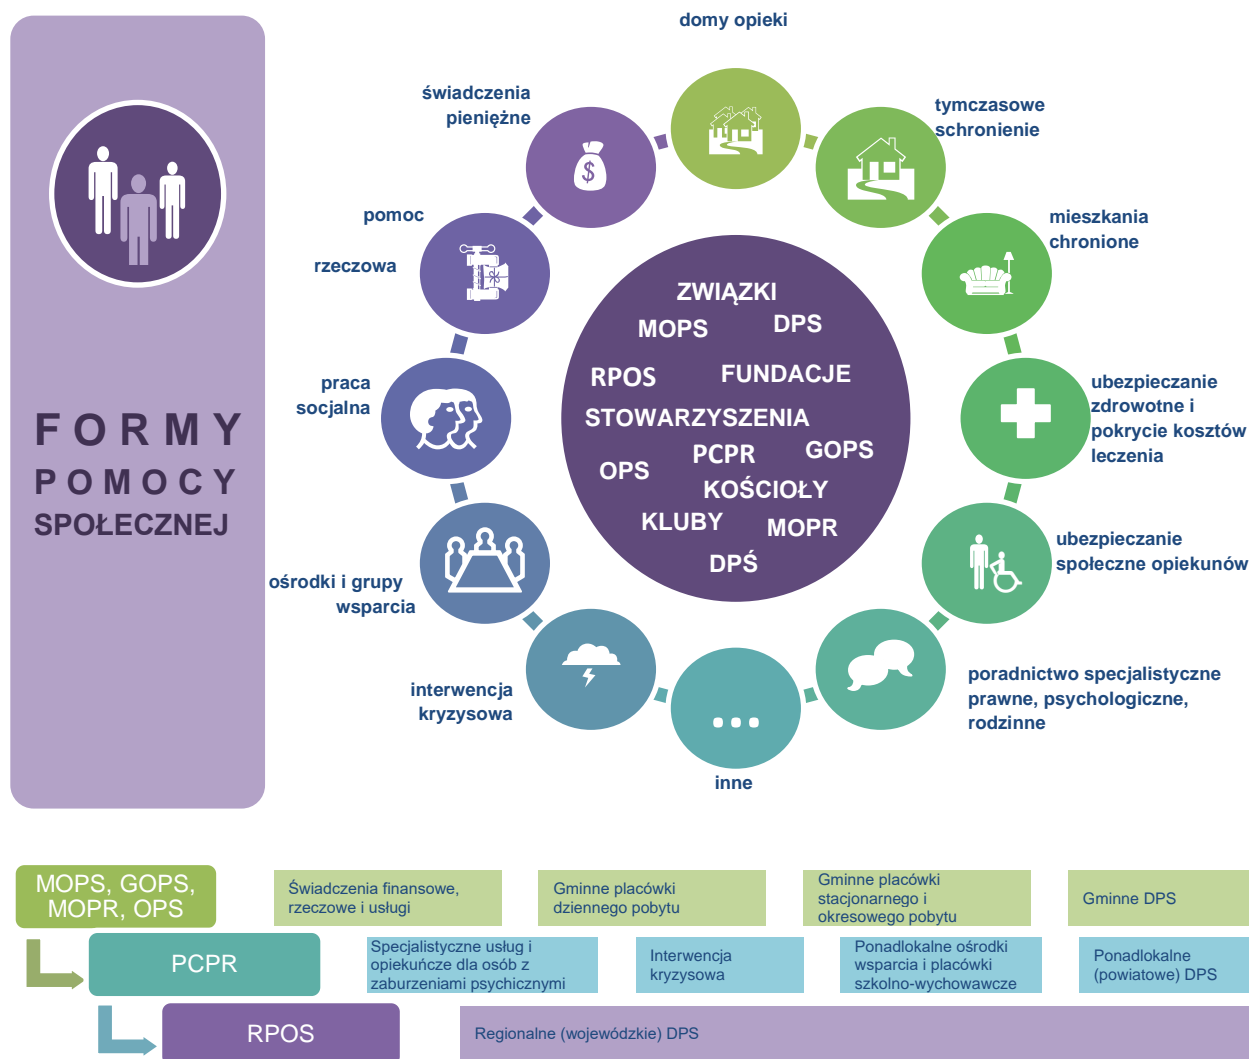 FORMY
POMOCY
SPOŁECZNEJ
domy opieki
świadczenia
pieniężne
tymczasowe
schronienie
pomoc
rzeczowa
mieszkania
chronione
praca
socjalna
ubezpieczanie
zdrowotne i
pokrycie kosztów
leczenia
ośrodki i grupy
wsparcia
ubezpieczanie
społeczne opiekunów
interwencja
kryzysowa
poradnictwo specjalistyczne
prawne, psychologiczne,
rodzinne
...
inne
$
ZWIĄZKI
MOPS DPS
RPOS FUNDACJE
STOWARZYSZENIA
OPS PCPR GOPS
KOŚCIOŁY
KLUBY MOPR
DPŚ
MOPS, GOPS,
MOPR, OPS
Świadczenia finansowe,
rzeczowe i usługi
Gminne placówki
dziennego pobytu
Gminne placówki
stacjonarnego i
okresowego pobytu
Gminne DPS
PCPR
Specjalistyczne usług i
opiekuńcze dla osób z
zaburzeniami psychicznymi
Interwencja
kryzysowa
Ponadlokalne ośrodki
wsparcia i placówki
szkolno-wychowawcze
Ponadlokalne
(powiatowe) DPS
RPOS
Regionalne (wojewódzkie) DPS